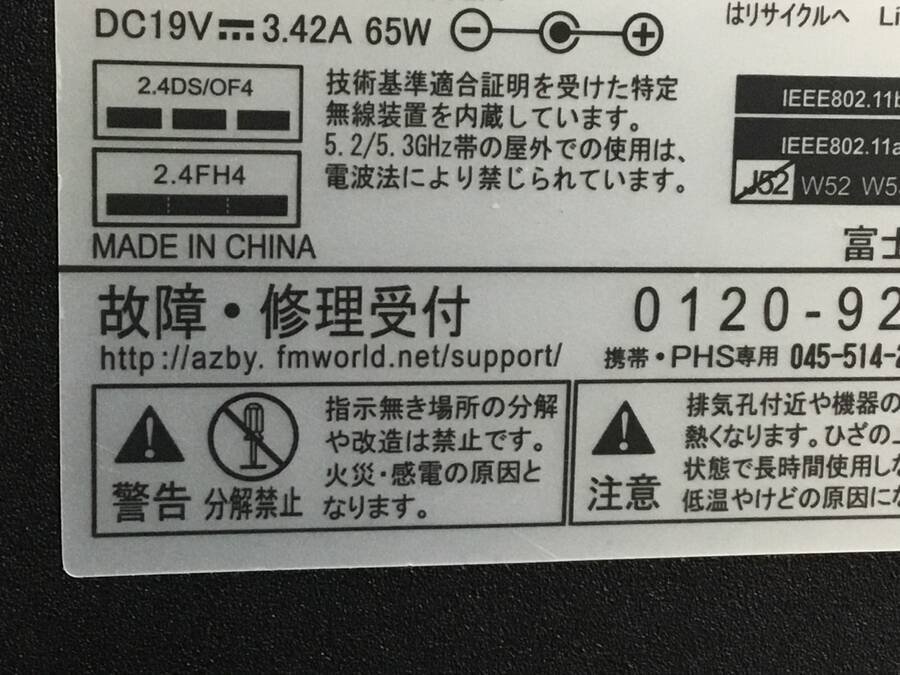 DC19V 3.42A 65W
はリサイクルへ
2.4DS/OF4
2.4FH4
技術基準適合証明を受けた特定
無線装置を内蔵しています。
5.2/5.3GHz帯の屋外での使用は、
電波法により禁じられています。
IEEE802.11
IEEE802.11
J52 W52
MADE IN CHINA
故障・修理受付
0120-92
http://azby.fmworld.net/support/
携帯・PHS専用 045-514-
警告
分解禁止
指示無き場所の分解
や改造は禁止です。
火災・感電の原因と
なります。
注意
排気孔付近や機器の
熱くなります。ひざの
状態で長時間使用し
低温やけどの原因に